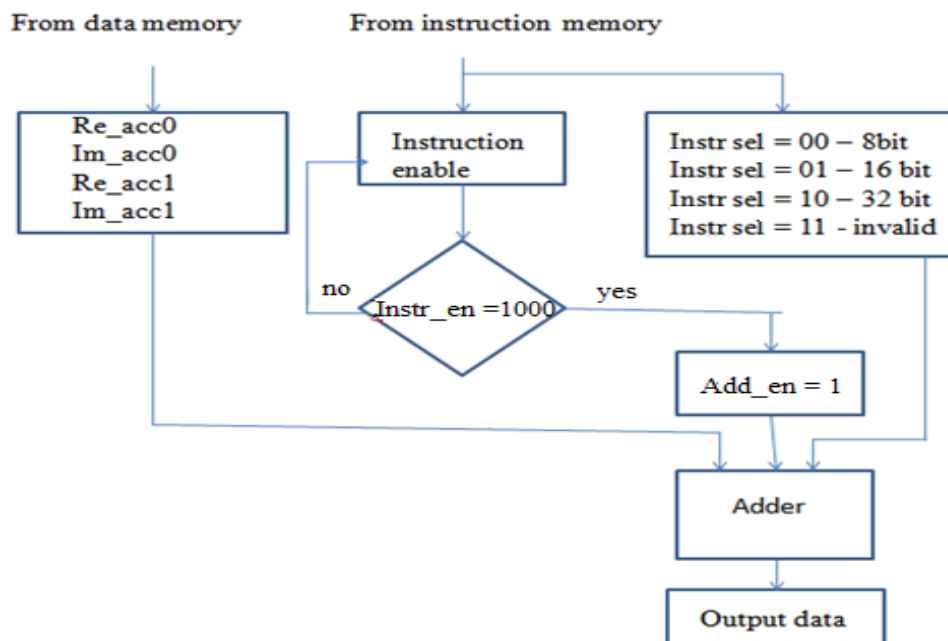 From data memory
From instruction memory
Re_acc0
Im_acc0
Re_acc1
Im_acc1
Instruction
enable
Instr sel = 00 – 8bit
Instr sel = 01 – 16 bit
Instr sel = 10 – 32 bit
Instr sel = 11 - invalid
no
Instr_en =1000
yes
Add_en = 1
Adder
Output data